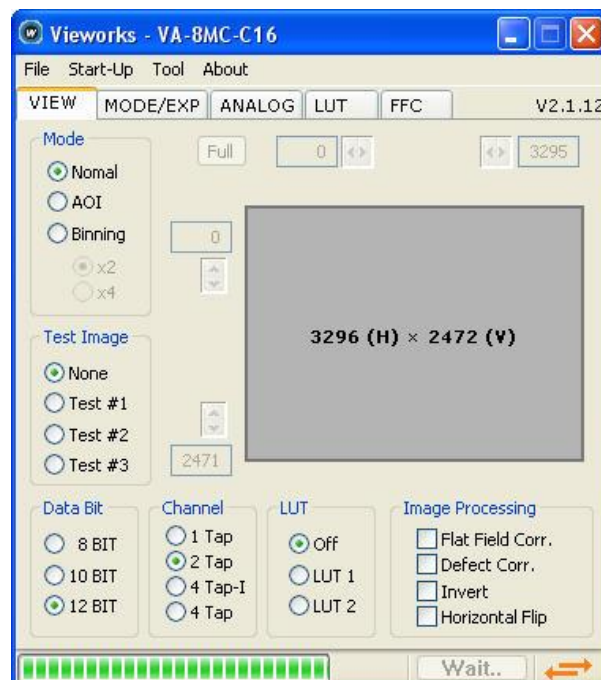 Vieworks - VA-8MC-C16
File Start-Up Tool About
VIEW MODE/EXP ANALOG LUT FFC V2.1.12
Mode
Nomal
AOI
Binning
x2
x4
Full 0 3295
0
3296 (H) × 2472 (V)
2471
Test Image
None
Test #1
Test #2
Test #3
Data Bit
8 BIT
10 BIT
12 BIT
Channel
1 Tap
2 Tap
4 Tap-I
4 Tap
LUT
Off
LUT 1
LUT 2
Image Processing
Flat Field Corr.
Defect Corr.
Invert
Horizontal Flip
Wait..